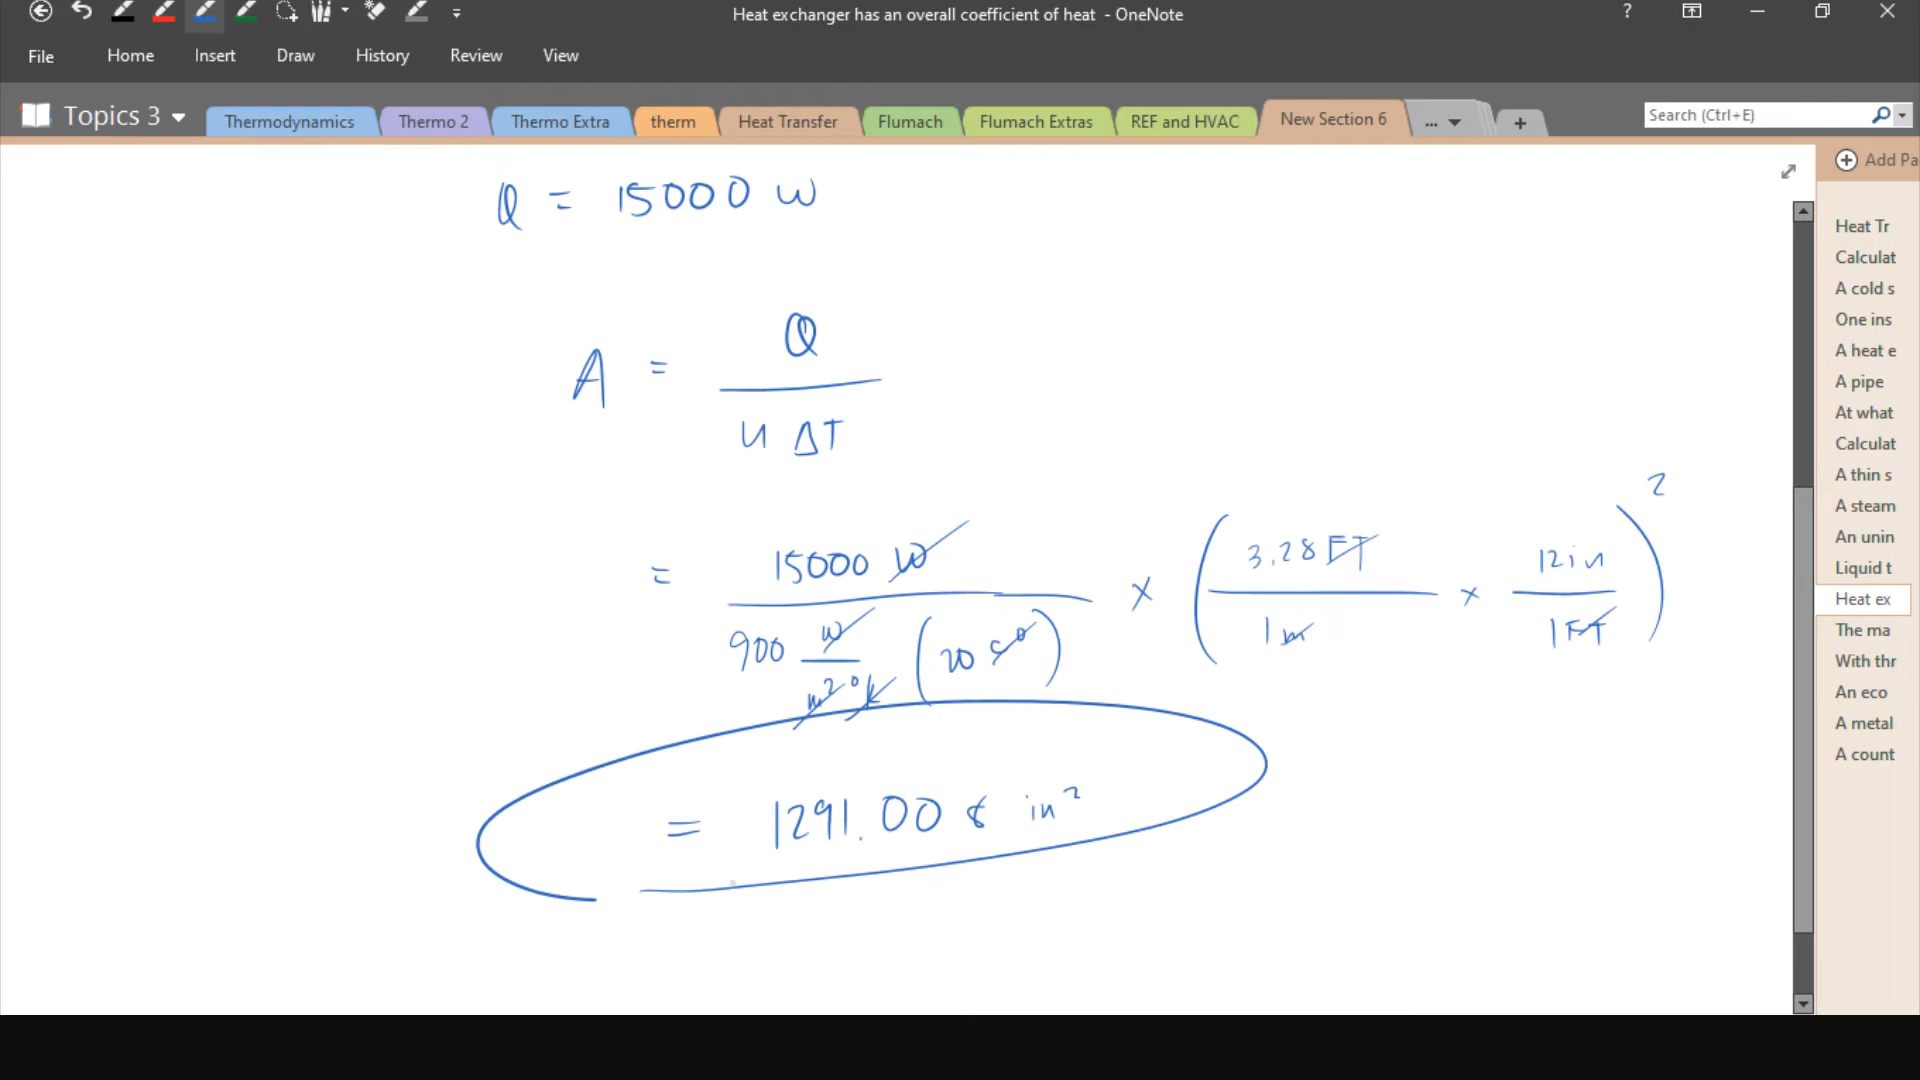 Heat exchanger has an overall coefficient of heat - OneNote
?
File Home Insert Draw History Review View
Topics 3
Thermodynamics Thermo 2 Thermo Extra therm Heat Transfer Flumach Flumach Extras REF and HVAC New Section 6 ... +
Search (Ctrl+E)
Add Pa
Q = 15000 W
A = Q / U ΔT
= 15000 W / 900 W/m² °K (20 C°) × (3.28 FT / 1 m × 12 in / 1 FT)²
= 1291.008 in²
Heat Tr
Calculat
A cold s
One ins
A heat e
A pipe
At what
Calculat
A thin s
A steam
An unin
Liquid t
Heat ex
The ma
With thr
An eco
A metal
A count